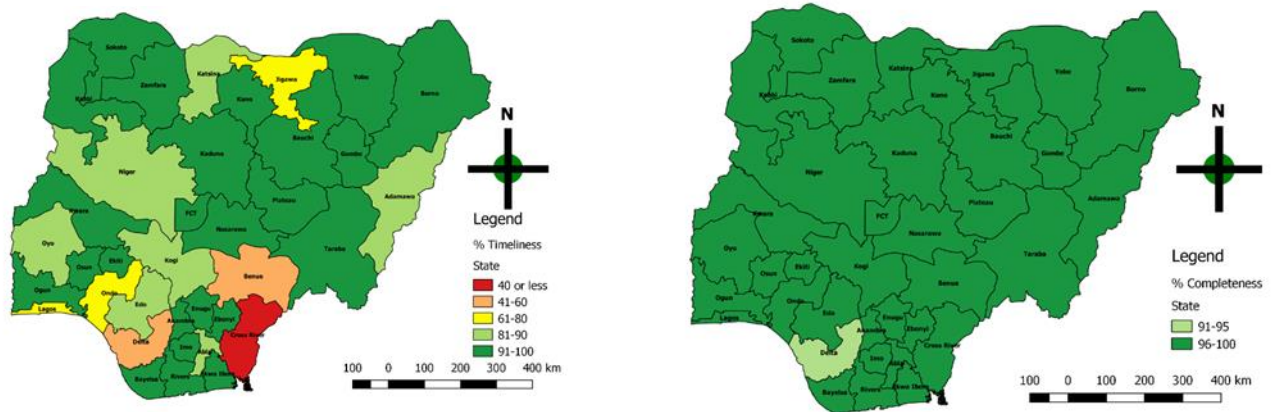 Sokoto
Katsina
Jigawa
Yobe
Zamfara
Borno
Kebbi
Kano
Bauchi
Kaduna
Gombe
Niger
Adamawa
Plateau
Kwara
FCT
Nasarawa
Taraba
Oyo
Kogi
Osun
Ekiti
Benue
Ogun
Ondo
Edo
Lagos
Enugu
Anambra
Ebonyi
Cross River
Delta
Imo
Abia
Bayelsa
Rivers
Akwa Ibom
N
Legend
% Timeliness
State
40 or less
41-60
61-80
81-90
91-100
100 0 100 200 300 400 km
Sokoto
Katsina
Jigawa
Yobe
Zamfara
Borno
Kebbi
Kano
Bauchi
Kaduna
Gombe
Niger
Adamawa
Plateau
Kwara
FCT
Nasarawa
Taraba
Oyo
Kogi
Osun
Ekiti
Benue
Ogun
Ondo
Edo
Lagos
Enugu
Anambra
Ebonyi
Cross River
Delta
Imo
Abia
Bayelsa
Rivers
Akwa Ibom
N
Legend
% Completeness
State
91-95
96-100
100 0 100 200 300 400 km